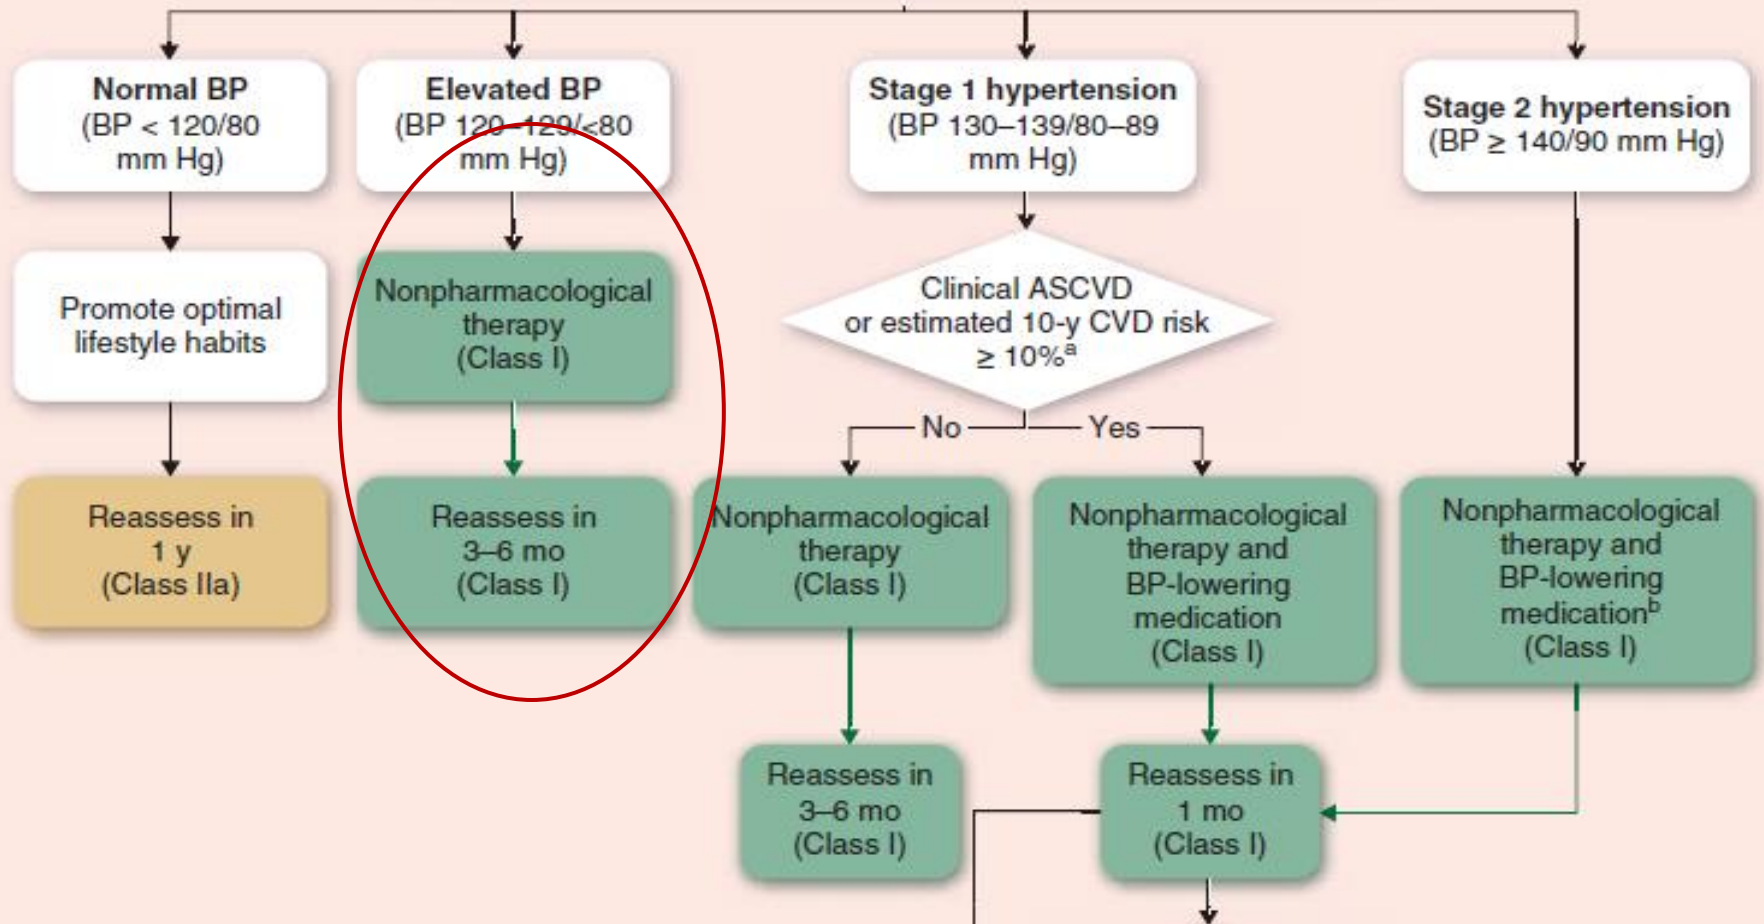 Normal BP
(BP < 120/80
mm Hg)
Elevated BP
(BP 120–129/<80
mm Hg)
Stage 1 hypertension
(BP 130–139/80–89
mm Hg)
Stage 2 hypertension
(BP ≥ 140/90 mm Hg)
Promote optimal
lifestyle habits
Nonpharmacological
therapy
(Class I)
Clinical ASCVD
or estimated 10-y CVD risk
≥ 10%a
No
Yes
Reassess in
1 y
(Class IIa)
Reassess in
3–6 mo
(Class I)
Nonpharmacological
therapy
(Class I)
Nonpharmacological
therapy and
BP-lowering
medication
(Class I)
Nonpharmacological
therapy and
BP-lowering
medicationb
(Class I)
Reassess in
3–6 mo
(Class I)
Reassess in
1 mo
(Class I)